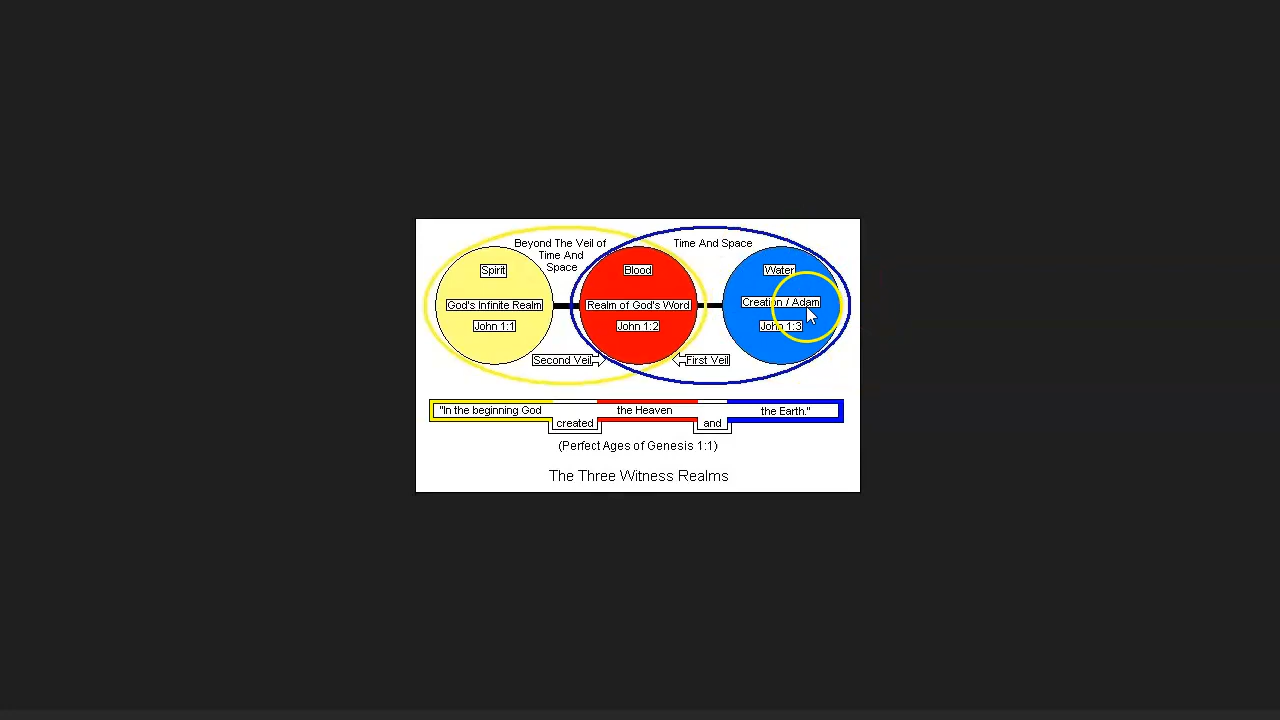 Beyond The Veil of
Time And
Space
Time And Space
Spirit
Blood
Water
God's Infinite Realm
Realm of God's Word
Creation / Adam
John 1:1
John 1:2
John 1:3
Second Veil
First Veil
"In the beginning God
created
the Heaven
and
the Earth."
(Perfect Ages of Genesis 1:1)
The Three Witness Realms